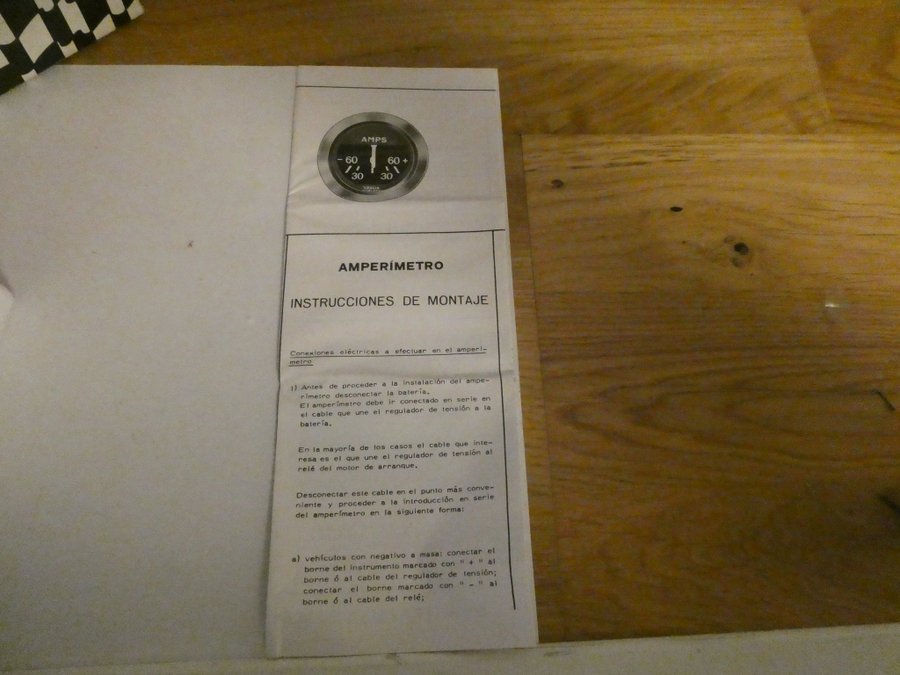 AMPS
- 60 60 +
30 30
AMPERÍMETRO
INSTRUCCIONES DE MONTAJE
Conexiones eléctricas a efectuar en el amperí-
metro
1) Antes de proceder a la instalación del ampe-
rímetro desconectar la batería.
El amperímetro debe ir conectado en serie en
el cable que une el regulador de tensión a la
batería.
En la mayoría de los casos el cable que inte-
resa es el que une el regulador de tensión al
relé del motor de arranque.
Desconectar este cable en el punto más conve-
niente y proceder a la introducción en serie
del amperímetro en la siguiente forma:
a) vehículos con negativo a masa: conectar el
borne del instrumento marcado con " + " al
borne ó al cable del regulador de tensión;
conectar el borne marcado con " - " al
borne ó al cable del relé;